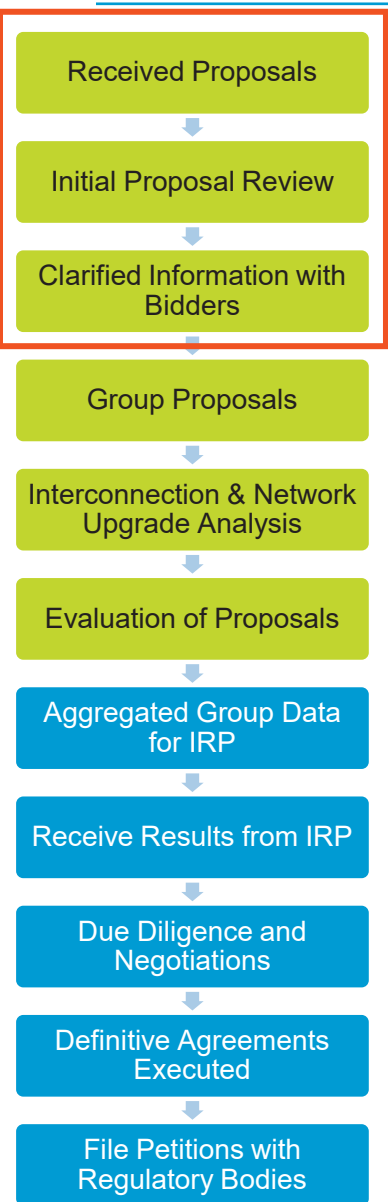 Received Proposals
Initial Proposal Review
Clarified Information with
Bidders
Group Proposals
Interconnection & Network
Upgrade Analysis
Evaluation of Proposals
Aggregated Group Data
for IRP
Receive Results from IRP
Due Diligence and
Negotiations
Definitive Agreements
Executed
File Petitions with
Regulatory Bodies